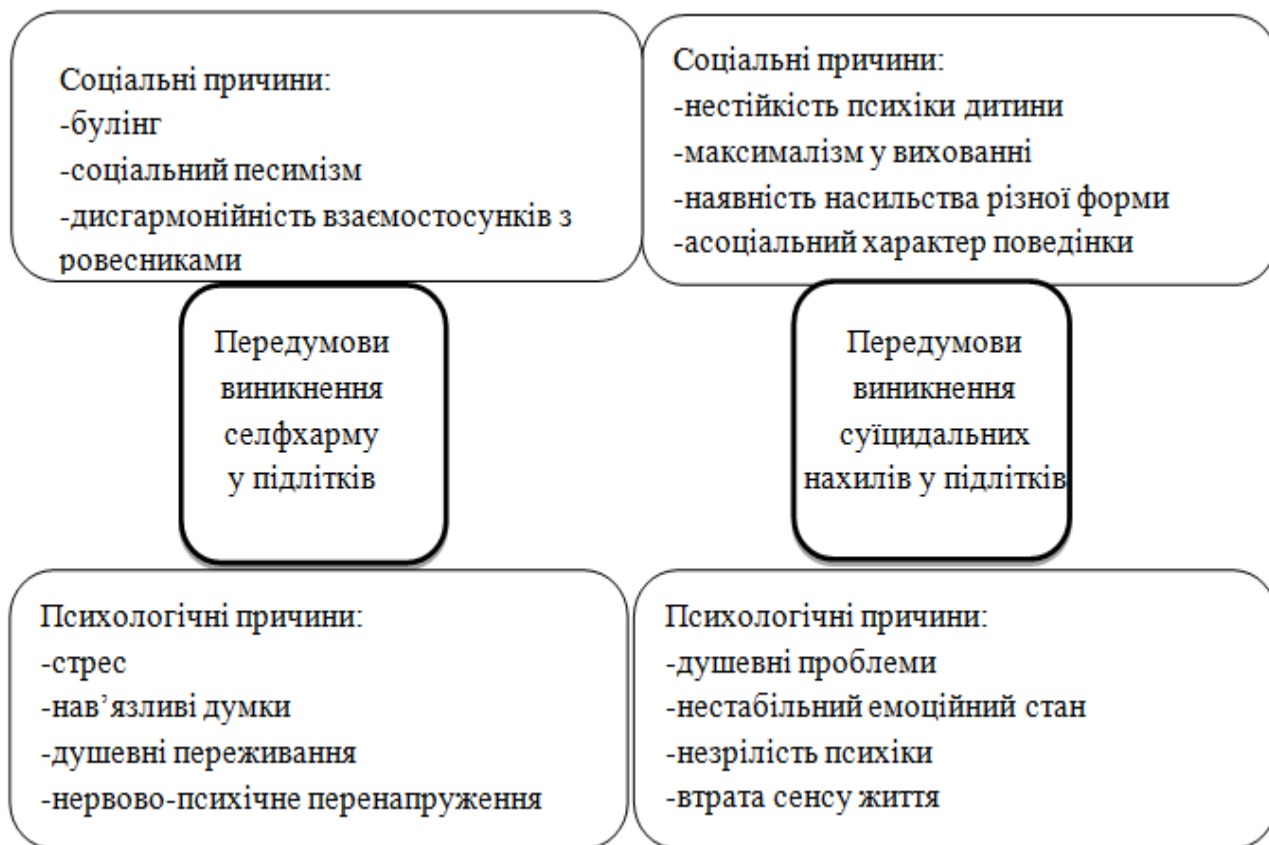 Соціальні причини:
-булінг
-соціальний песимізм
-дисгармонійність взаємостосунків з
ровесниками
Соціальні причини:
-нестійкість психіки дитини
-максималізм у вихованні
-наявність насильства різної форми
-асоціальний характер поведінки
Передумови
виникнення
селфхарму
у підлітків
Передумови
виникнення
суїцидальних
нахилів у підлітків
Психологічні причини:
-стрес
-нав’язливі думки
-душевні переживання
-нервово-психічне перенапруження
Психологічні причини:
-душевні проблеми
-нестабільний емоційний стан
-незрілість психіки
-втрата сенсу життя